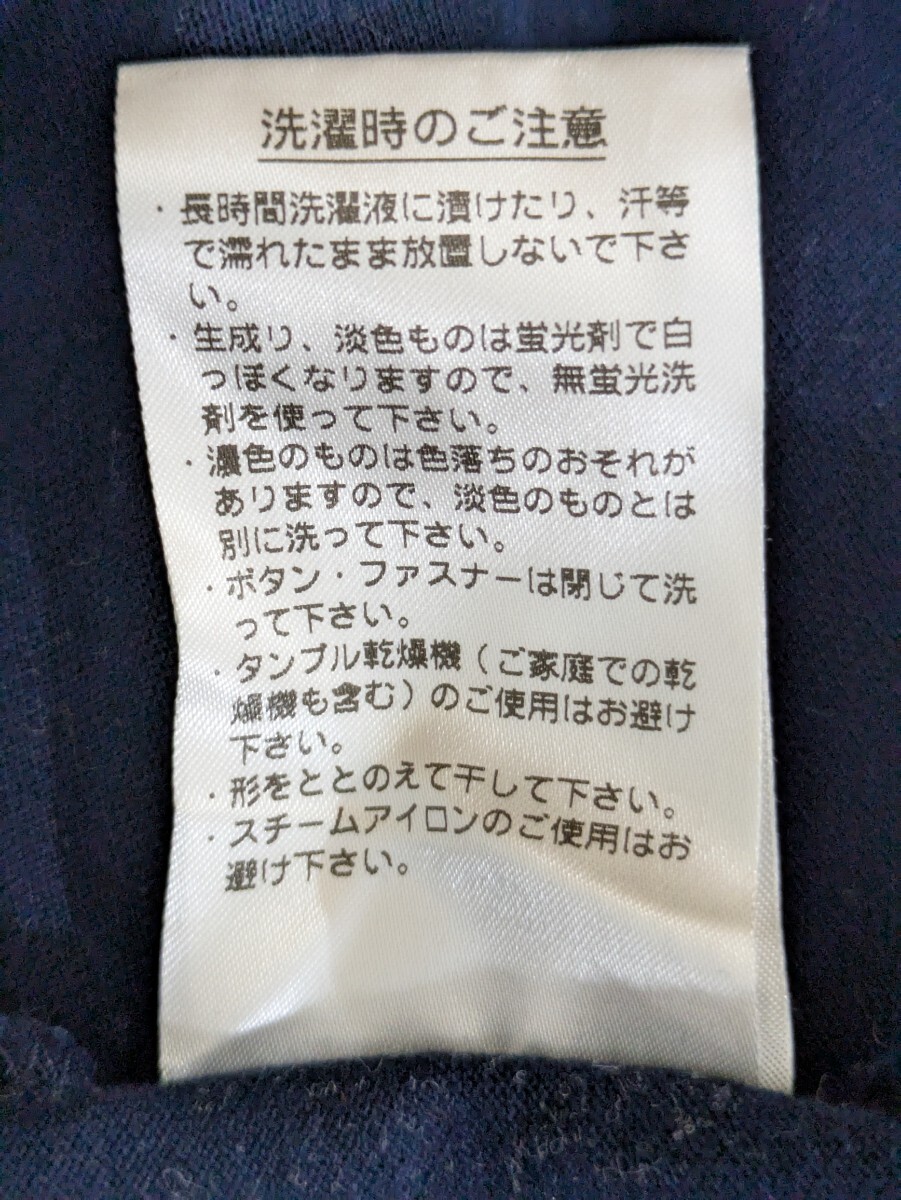 洗濯時のご注意
・長時間洗濯液に漬けたり、汗等
で濡れたまま放置しないで下さ
い。
・生成り、淡色ものは蛍光剤で白
っぽくなりますので、無蛍光洗
剤を使って下さい。
・濃色のものは色落ちのおそれが
ありますので、淡色のものとは
別に洗って下さい。
・ボタン・ファスナーは閉じて洗
って下さい。
・タンブル乾燥機（ご家庭での乾
燥機も含む）のご使用はお避け
下さい。
・形をととのえて干して下さい。
・スチームアイロンのご使用はお
避け下さい。